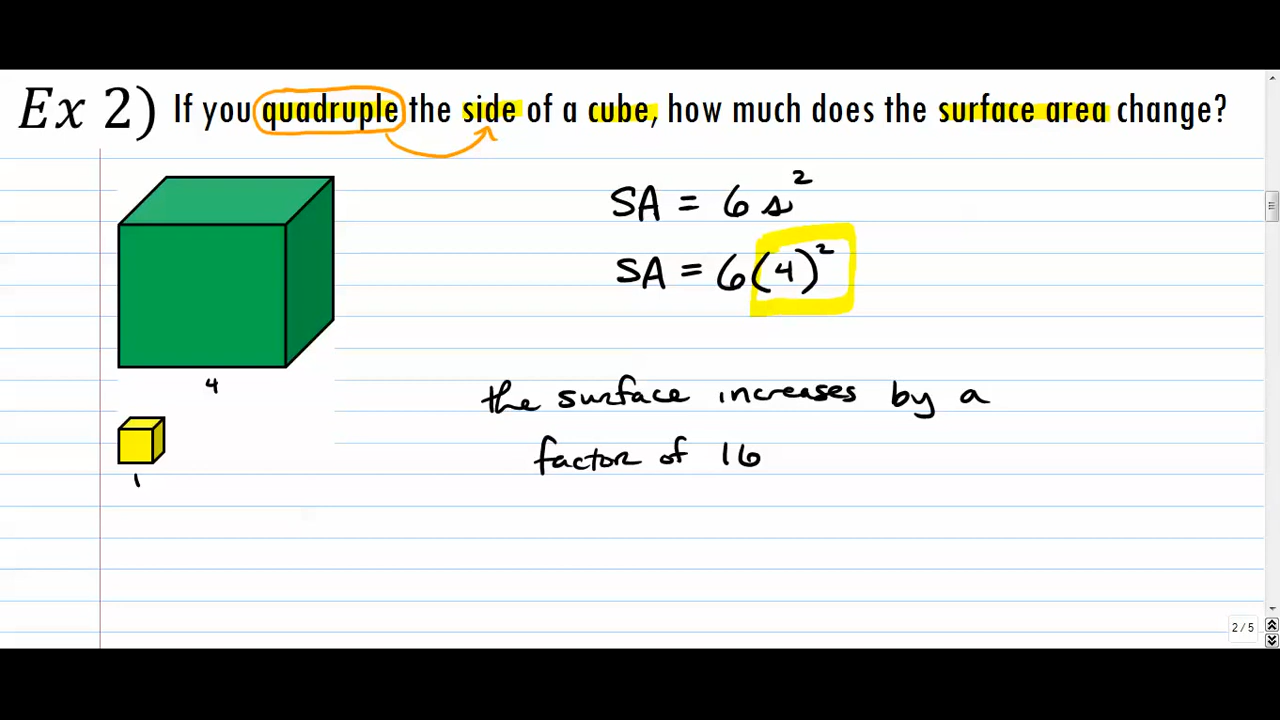 Ex 2) If you quadruple the side of a cube, how much does the surface area change?
SA = 6s²
SA = 6(4)²
4
the surface increases by a
factor of 16
1
2 / 5